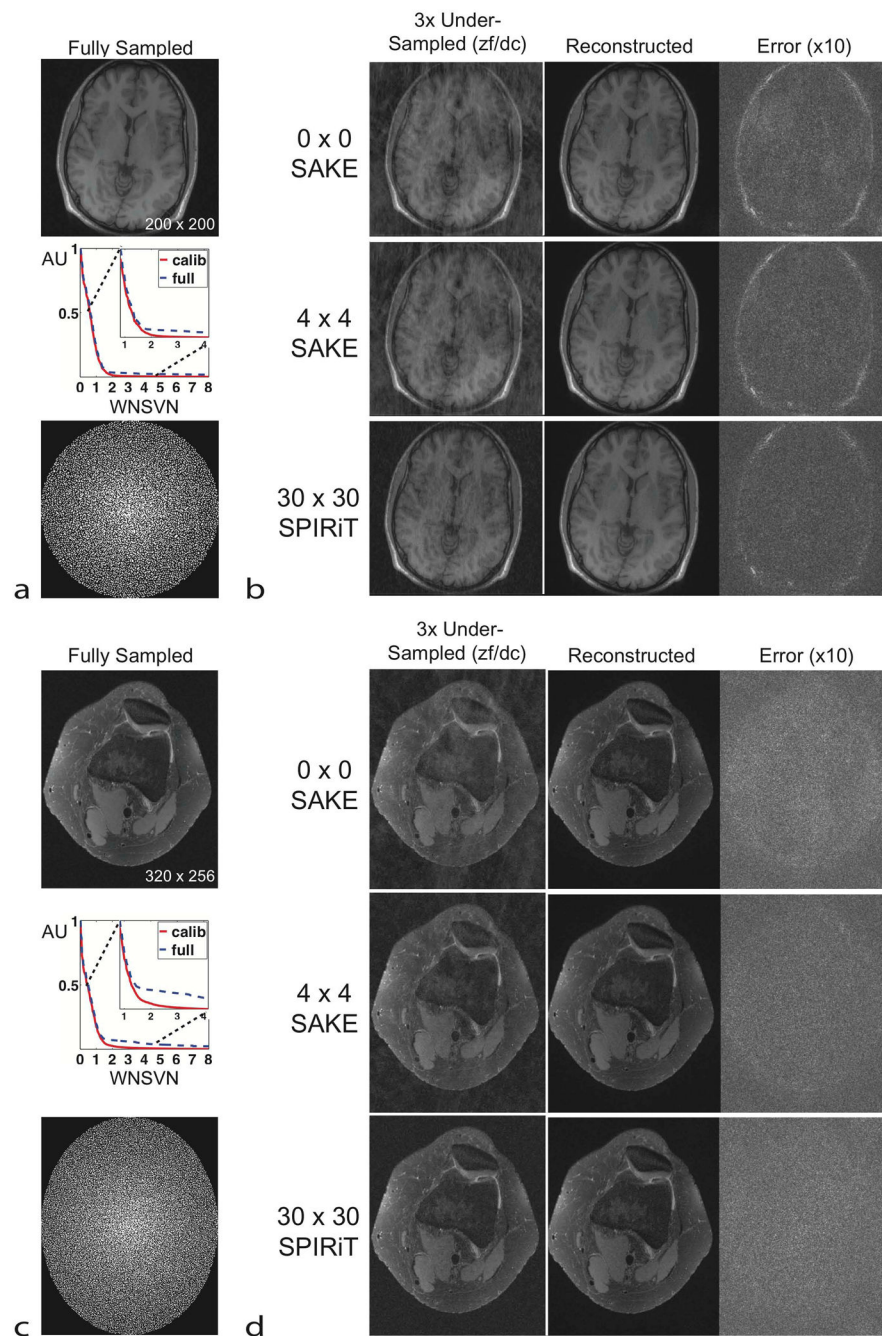 Fully Sampled
200 x 200
AU
1
0.5
calib
full
1 2 3 4
0 1 2 3 4 5 6 7 8
WNSVN
a
3x Under-
Sampled (zf/dc)
Reconstructed
Error (x10)
0 x 0
SAKE
4 x 4
SAKE
30 x 30
SPIRiT
b
Fully Sampled
320 x 256
AU
1
0.5
calib
full
1 2 3 4
0 1 2 3 4 5 6 7 8
WNSVN
c
3x Under-
Sampled (zf/dc)
Reconstructed
Error (x10)
0 x 0
SAKE
4 x 4
SAKE
30 x 30
SPIRiT
d